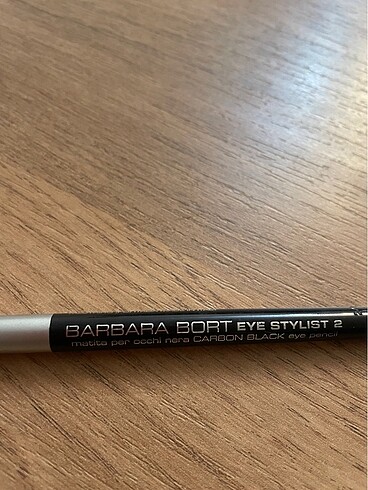 BARBARA BORT EYE STYLIST 2
matita per occhi nera CARBON BLACK eye pencil